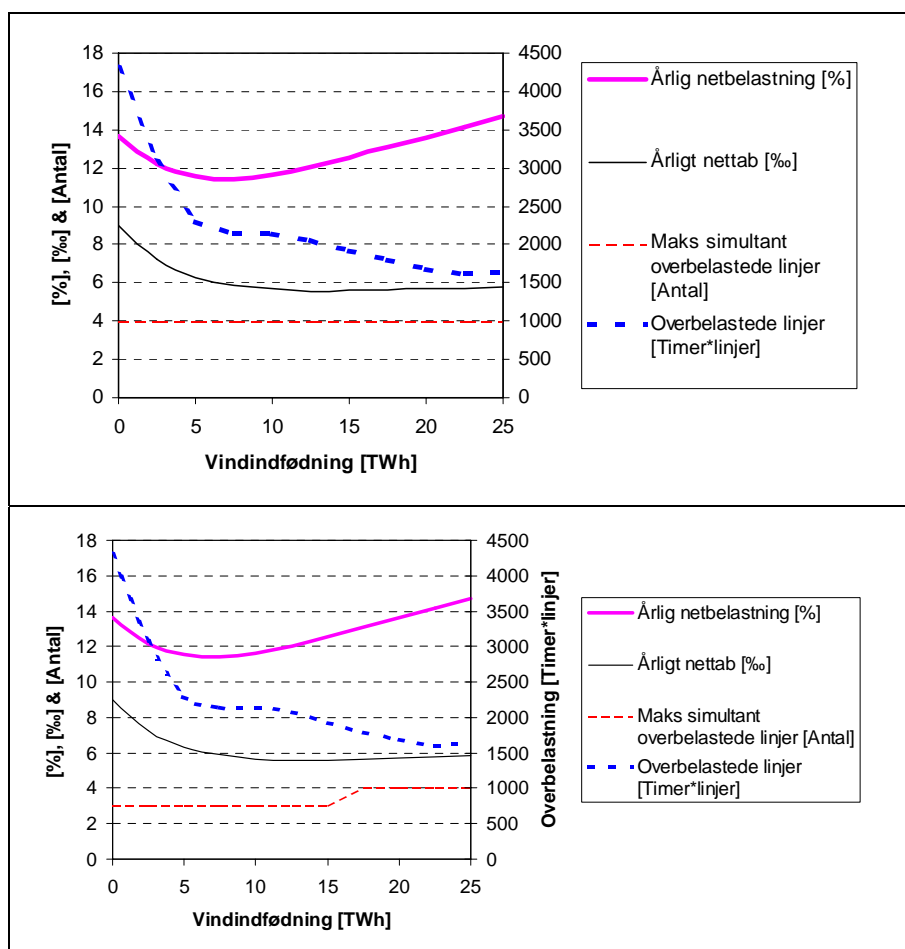 18
16
14
12
10
8
6
4
2
0
[%], [‰] & [Antal]
4500
4000
3500
3000
2500
2000
1500
1000
500
0
0 5 10 15 20 25
Vindindfødning [TWh]
Årlig netbelastning [%]
Årligt nettab [‰]
Maks simultant
overbelastede linjer
[Antal]
Overbelastede linjer
[Timer*linjer]
18
16
14
12
10
8
6
4
2
0
[%], [‰] & [Antal]
4500
4000
3500
3000
2500
2000
1500
1000
500
0
Overbelastning [Timer*linjer]
0 5 10 15 20 25
Vindindfødning [TWh]
Årlig netbelastning [%]
Årligt nettab [‰]
Maks simultant
overbelastede linjer [Antal]
Overbelastede linjer
[Timer*linjer]